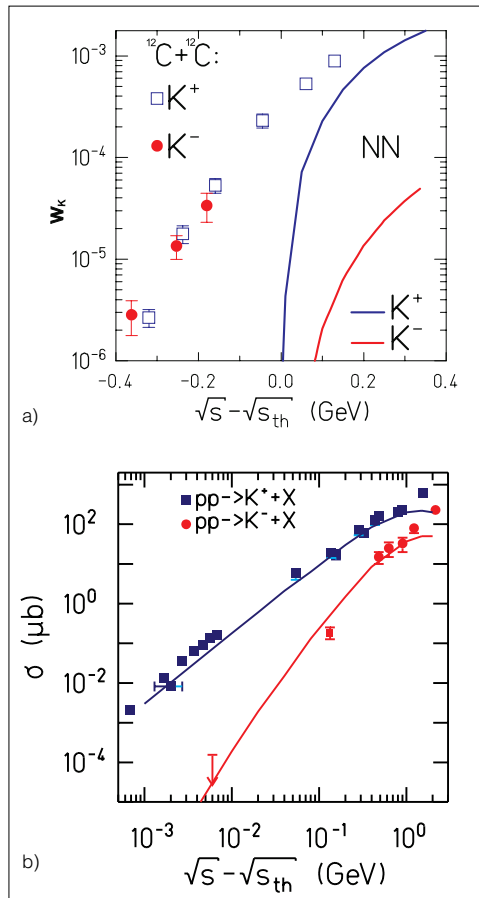 a)
¹²C+¹²C:
K⁺
K⁻
NN
K⁺
K⁻
w_K
10⁻³
10⁻⁴
10⁻⁵
10⁻⁶
-0.4 -0.2 0.0 0.2 0.4
√s – √s_th (GeV)
b)
pp->K⁺+X
pp->K⁻+X
σ (μb)
10²
10⁰
10⁻²
10⁻⁴
10⁻³ 10⁻² 10⁻¹ 10⁰
√s – √s_th (GeV)